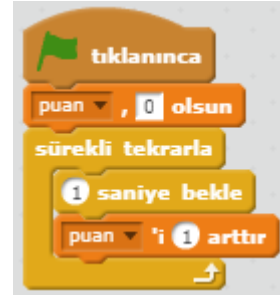 tıklanınca
puan , 0 olsun
sürekli tekrarla
1 saniye bekle
puan 'i 1 arttır